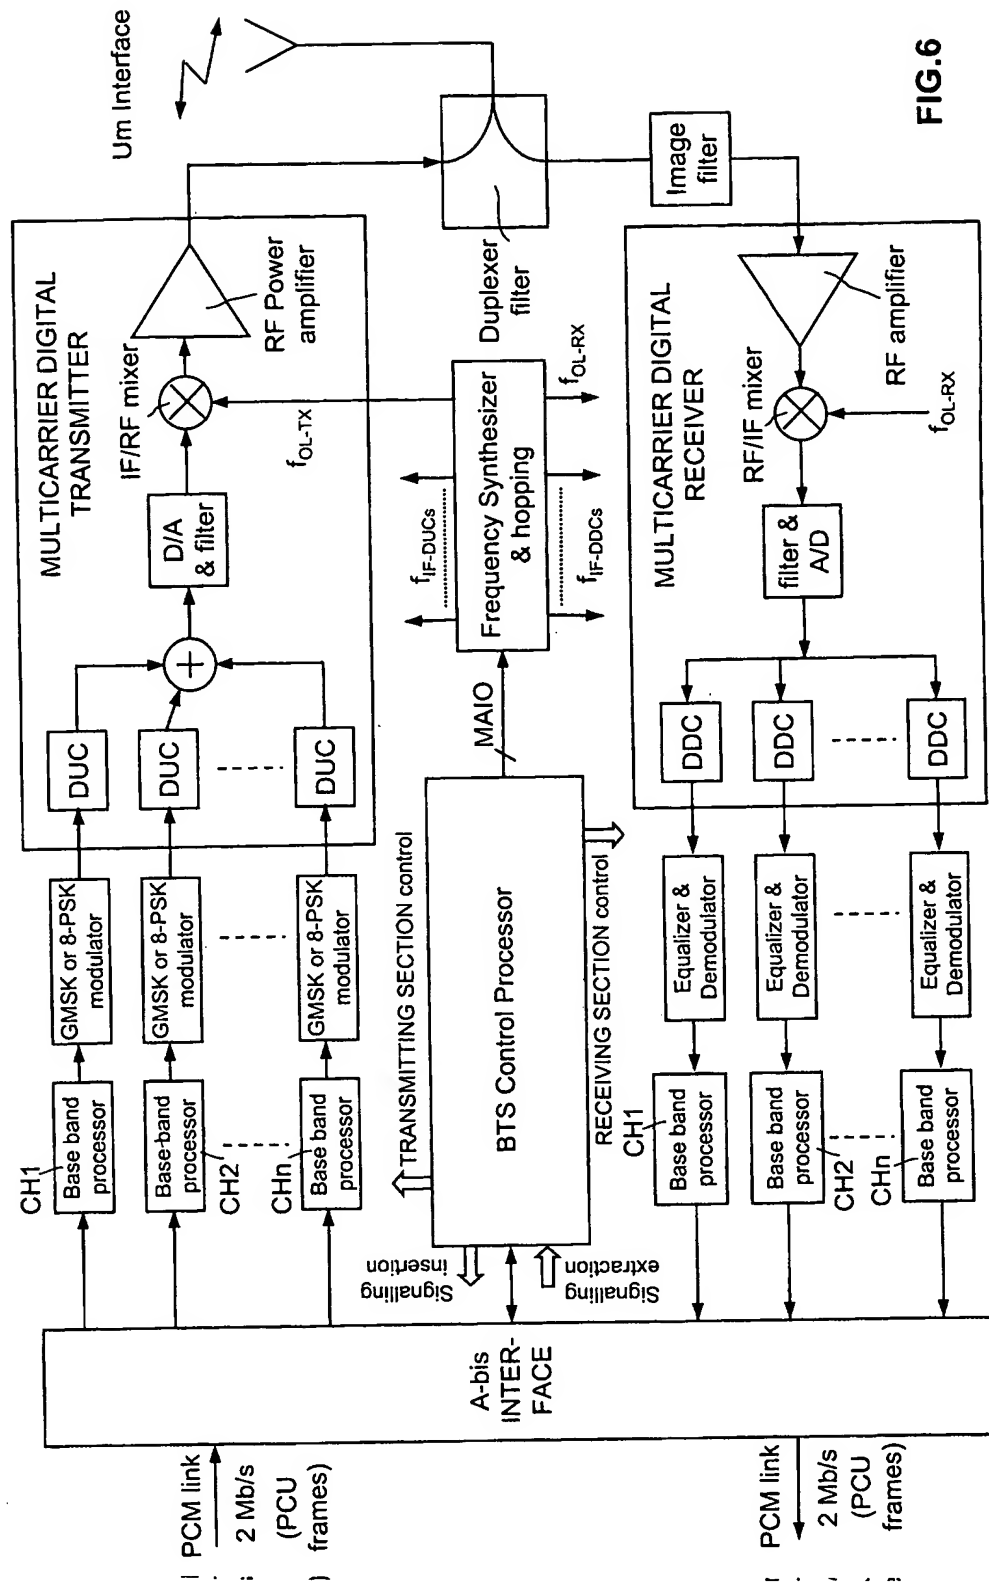 Um Interface
FIG.6
MULTICARRIER DIGITAL
TRANSMITTER
DUC
DUC
DUC
D/A
& filter
IF/RF mixer
RF Power
amplifier
GMSK or 8-PSK
modulator
GMSK or 8-PSK
modulator
GMSK or 8-PSK
modulator
CH1
Base band
processor
Base-band
processor
CH2
CHn
Base band
processor
fOL-TX
Duplexer
filter
Image
filter
TRANSMITTING SECTION control
BTS Control Processor
RECEIVING SECTION control
MAIO
fIF-DUCs
Frequency Synthesizer
& hopping
fIF-DDCs
fOL-RX
Signalling
insertion
Signalling
extraction
A-bis
INTER-
FACE
PCM link
2 Mb/s
(PCU
frames)
PCM link
2 Mb/s
(PCU
frames)
MULTICARRIER DIGITAL
RECEIVER
RF/IF mixer
RF amplifier
fOL-RX
filter &
A/D
DDC
DDC
DDC
Equalizer &
Demodulator
Equalizer &
Demodulator
Equalizer &
Demodulator
CH1
Base band
processor
Base band
processor
CH2
CHn
Base band
processor